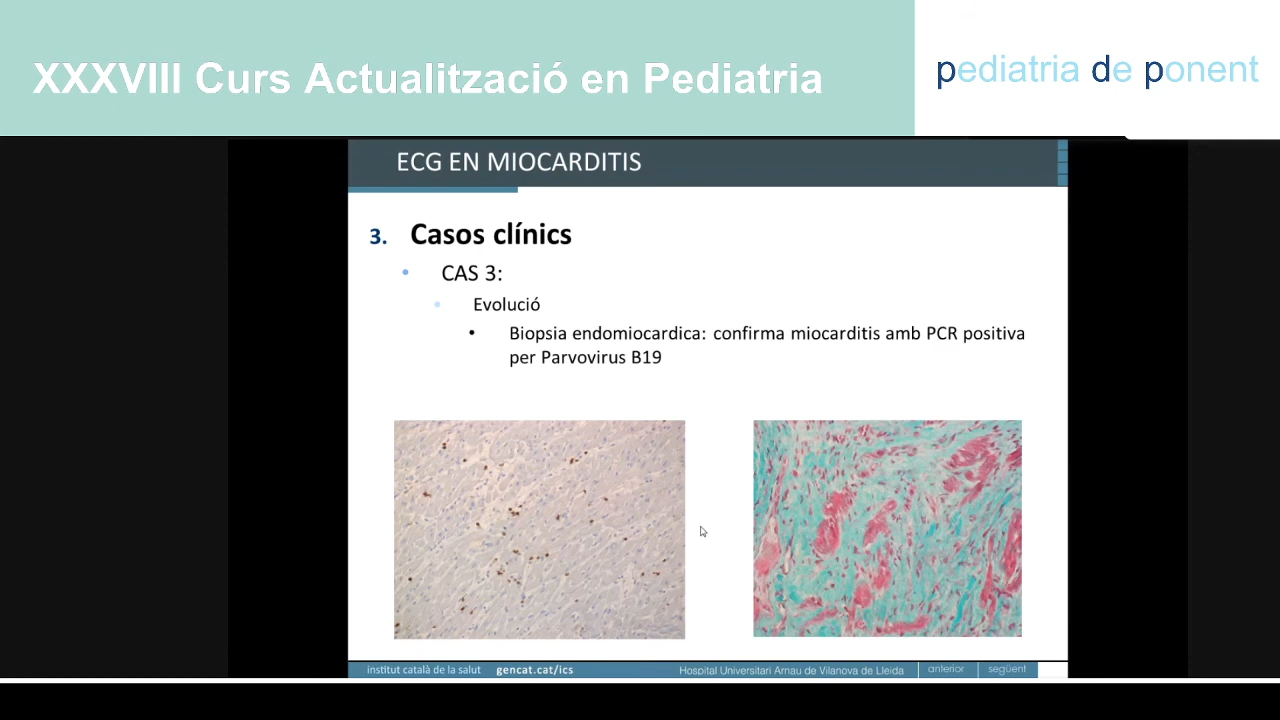 XXXVIII Curs Actualització en Pediatria
pediatria de ponent
ECG EN MIOCARDITIS
3. Casos clínics
• CAS 3:
• Evolució
• Biopsia endomiocardica: confirma miocarditis amb PCR positiva
per Parvovirus B19
institut català de la salut gencat.cat/ics Hospital Universitari Arnau de Vilanova de Lleida anterior següent